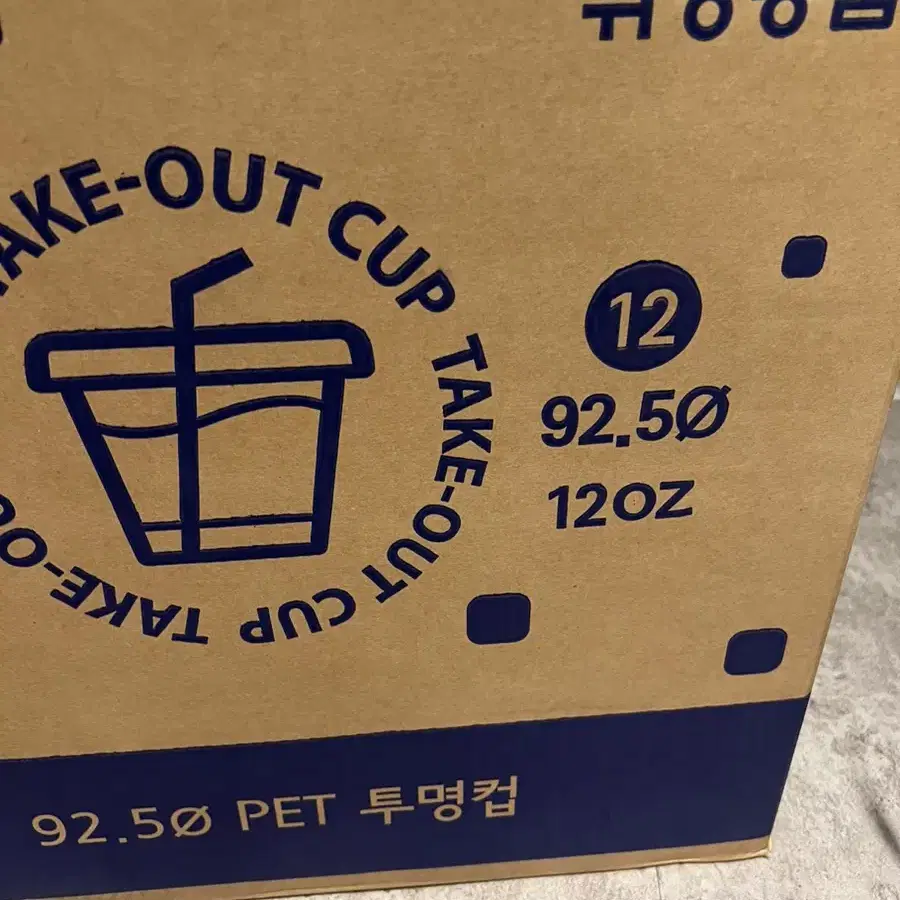 TAKE-OUT CUP TAKE-OUT CUP TAKE-O
12
92.5Ø
12OZ
92.5Ø PET 투명컵